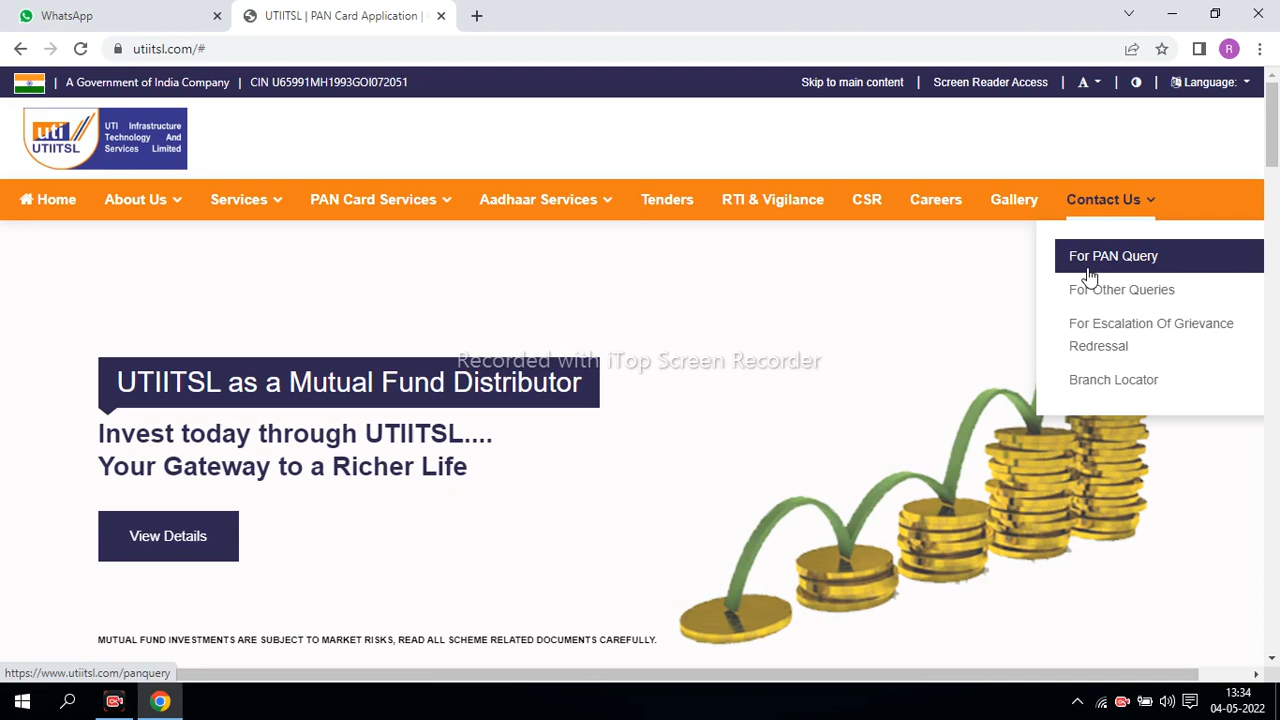 WhatsApp
UTIITSL | PAN Card Application |
utiitsl.com/#
R
| A Government of India Company | CIN U65991MH1993GOI072051
Skip to main content | Screen Reader Access | A | | Language:
uti
UTIITSL
UTI Infrastructure
Technology And
Services Limited
Home About Us Services PAN Card Services Aadhaar Services Tenders RTI & Vigilance CSR Careers Gallery Contact Us
For PAN Query
For Other Queries
For Escalation Of Grievance
Redressal
Branch Locator
Recorded with iTop Screen Recorder
UTIITSL as a Mutual Fund Distributor
Invest today through UTIITSL....
Your Gateway to a Richer Life
View Details
MUTUAL FUND INVESTMENTS ARE SUBJECT TO MARKET RISKS, READ ALL SCHEME RELATED DOCUMENTS CAREFULLY.
https://www.utiitsl.com/panquery
13:34
04-05-2022